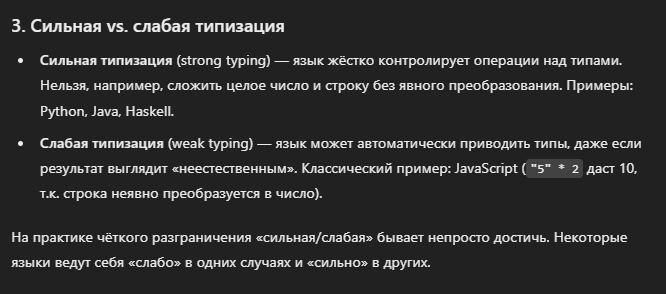 3. Сильная vs. слабая типизация
• Сильная типизация (strong typing) — язык жёстко контролирует операции над типами.
Нельзя, например, сложить целое число и строку без явного преобразования. Примеры:
Python, Java, Haskell.
• Слабая типизация (weak typing) — язык может автоматически приводить типы, даже если
результат выглядит «неестественным». Классический пример: JavaScript ( "5" * 2 даст 10,
т.к. строка неявно преобразуется в число).
На практике чёткого разграничения «сильная/слабая» бывает непросто достичь. Некоторые
языки ведут себя «слабо» в одних случаях и «сильно» в других.